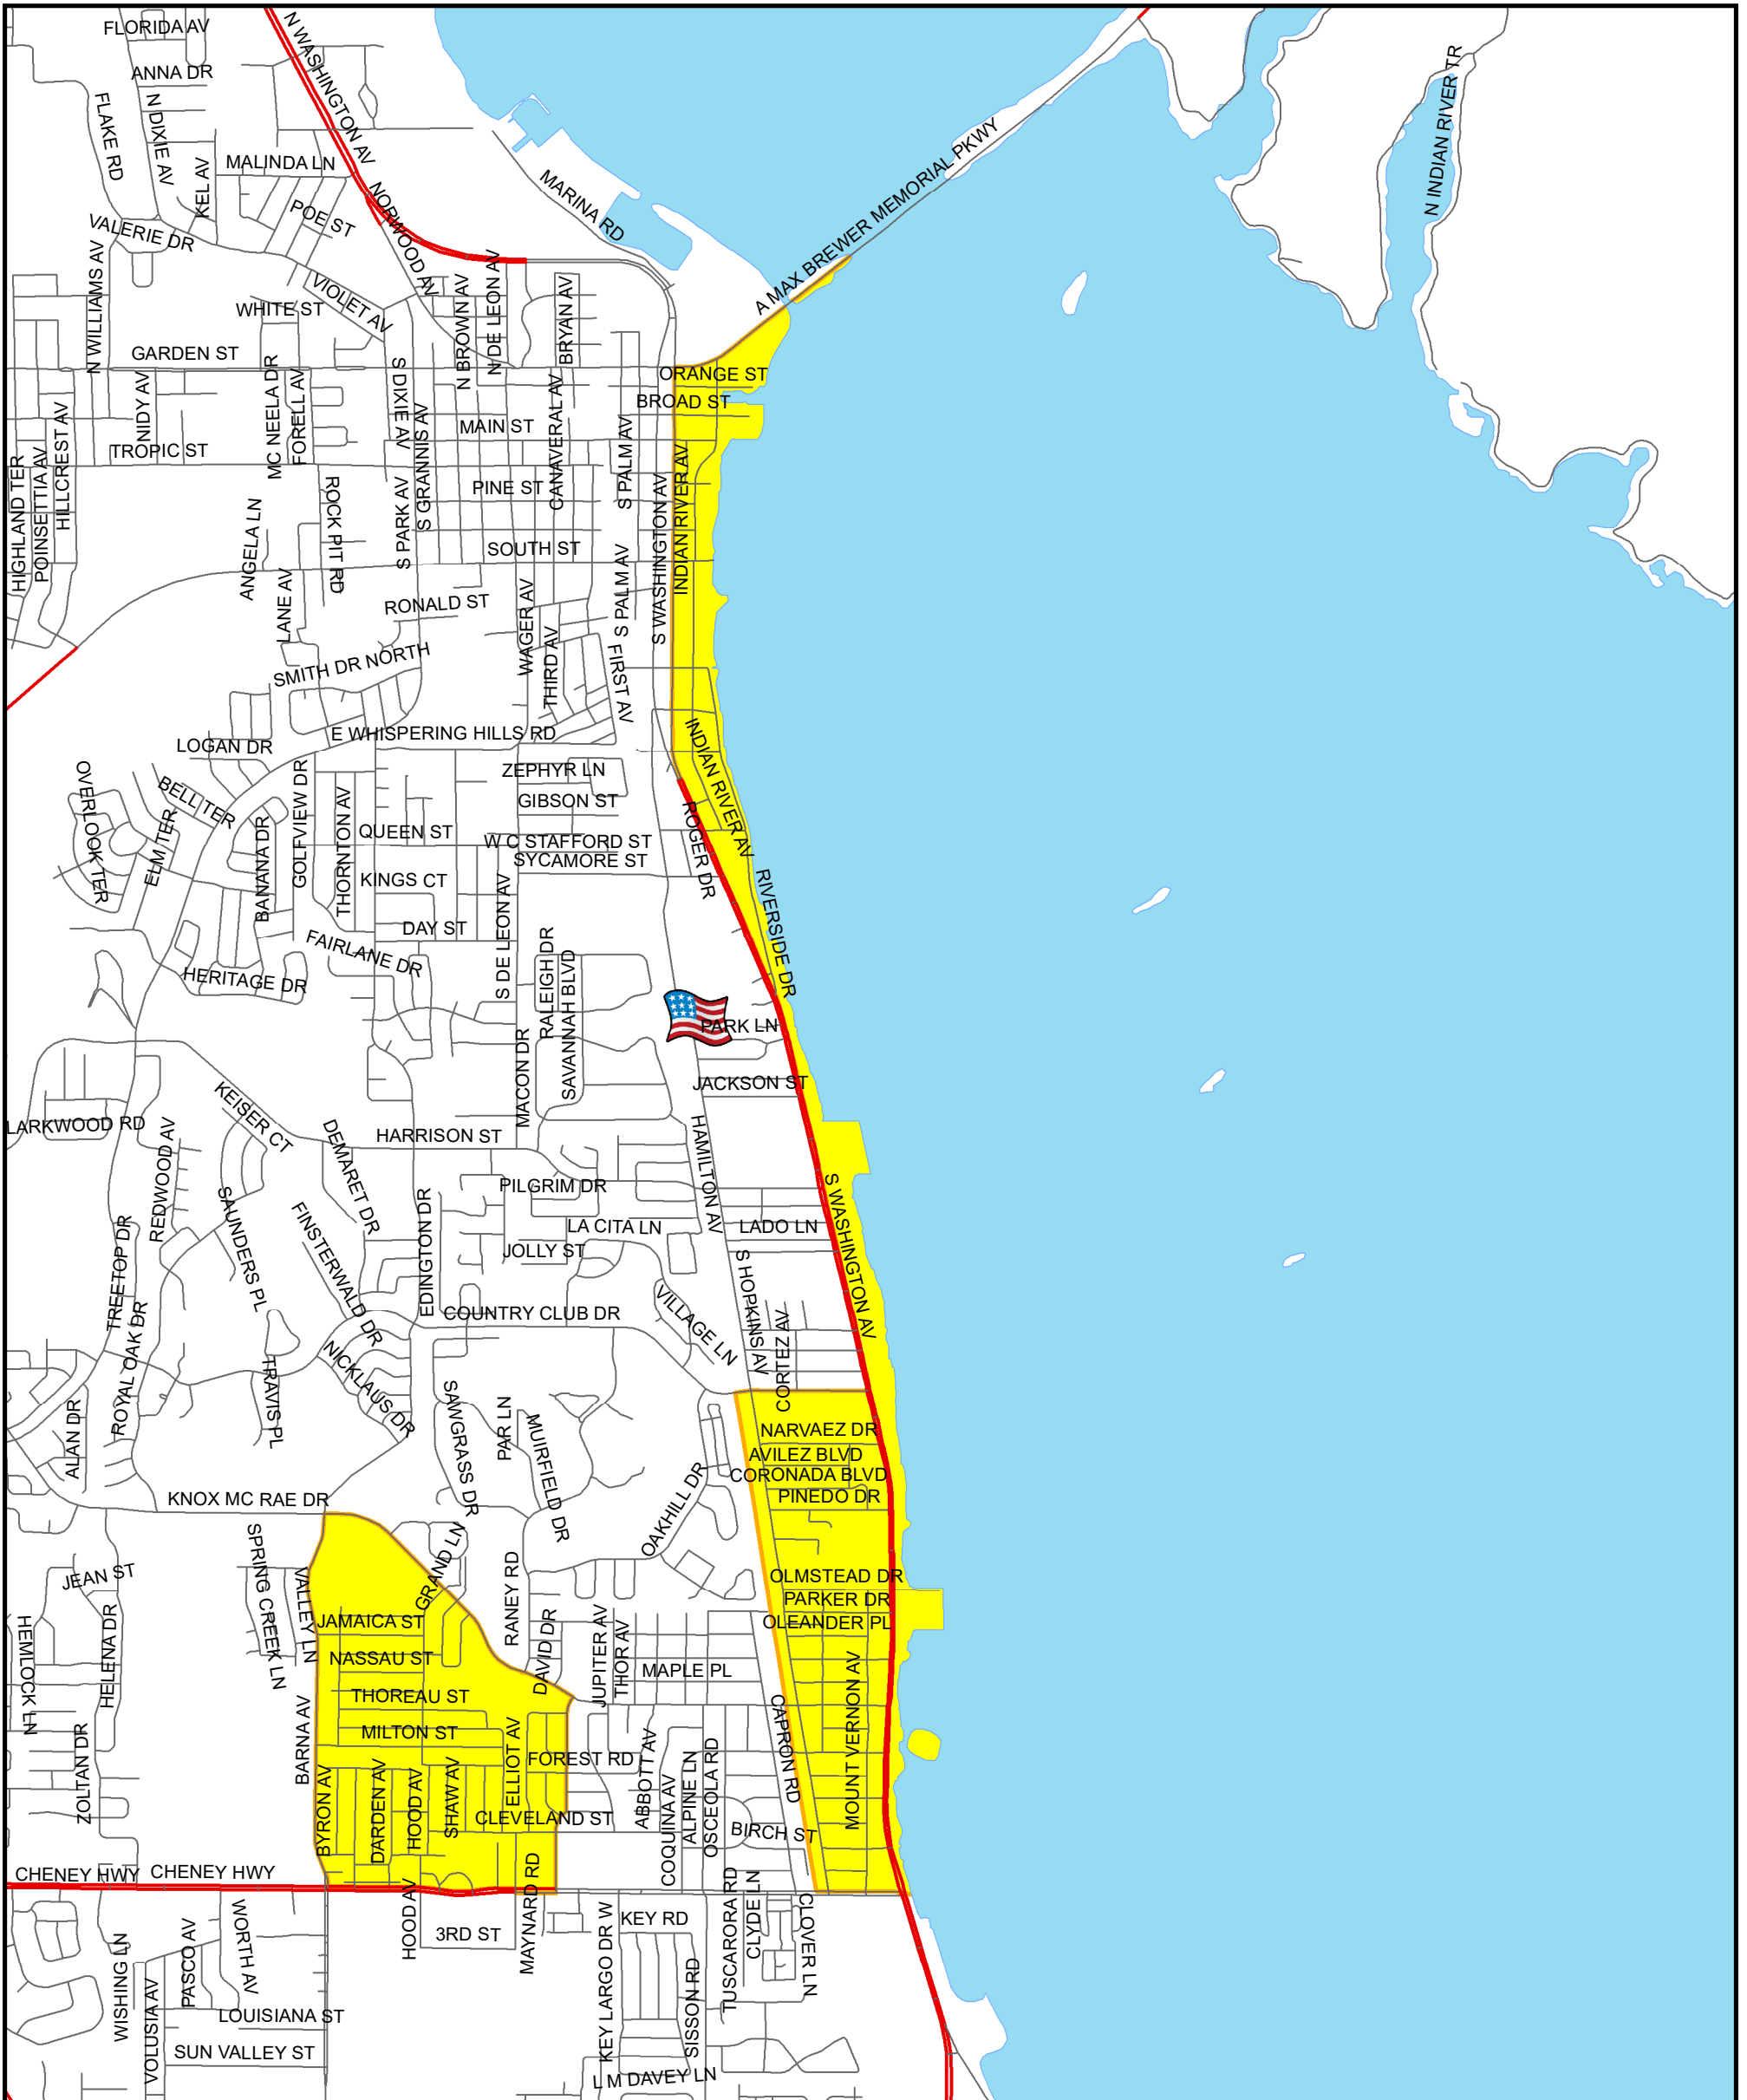 FLORIDA AV
N WASHINGTON AV
ANNA DR
FLAKE RD
N DIXIE AV
KEL AV
MALINDA LN
MARINA RD
A MAX BREWER MEMORIAL PKWY
N INDIAN RIVER TR
POE ST
NORWOOD AV
VALERIE DR
N WILLIAMS AV
VIOLET AV
WHITE ST
N BROWN AV
N DE LEON AV
BRYAN AV
GARDEN ST
ORANGE ST
BROAD ST
NIDY AV
MC NEELA DR
FORELL AV
S DIXIE AV
S GRANNIS AV
MAIN ST
CANAVERAL AV
S PALM AV
HILLCREST AV
TROPIC ST
HIGHLAND TER
POINSETTIA AV
INDIAN RIVER AV
S WASHINGTON AV
PINE ST
ROCK PIT RD
S PARK AV
ANGELA LN
SOUTH ST
S PALM AV
LANE AV
RONALD ST
WAGER AV
THIRD AV
FIRST AV
SMITH DR NORTH
E WHISPERING HILLS RD
INDIAN RIVER AV
LOGAN DR
OVERLOOK TER
BELL TER
ELM TER
GOLFVIEW DR
THORNTON AV
BANANA DR
ZEPHYR LN
GIBSON ST
QUEEN ST
W C STAFFORD ST
SYCAMORE ST
ROGER DR
KINGS CT
S DE LEON AV
RIVERSIDE DR
DAY ST
FAIRLANE DR
HERITAGE DR
RALEIGH DR
SAVANNAH BLVD
PARK LN
MACON DR
JACKSON ST
KEISER CT
LARKWOOD RD
REDWOOD AV
DEMARET DR
HARRISON ST
HAMILTON AV
PILGRIM DR
S WASHINGTON AV
SAUNDERS PL
FINSTERWALD DR
EDINGTON DR
LA CITA LN
LADO LN
JOLLY ST
TREETOP DR
S HOPKINS AV
VILLAGE LN
COUNTRY CLUB DR
CORTEZ AV
ROYAL OAK DR
NICKLAUS DR
TRAVIS PL
ALAN DR
SAWGRASS DR
PAR LN
MUIRFIELD DR
NARVAEZ DR
AVILEZ BLVD
CORONADA BLVD
OAKHILL DR
PINEDO DR
KNOX MC RAE DR
SPRING CREEK LN
VALLEY LN
GRAND LN
RANEY RD
JEAN ST
OLMSTEAD DR
PARKER DR
OLEANDER PL
JAMAICA ST
HEMLOCK LN
HELENA DR
DAVID DR
JUPITER AV
THOR AV
NASSAU ST
MAPLE PL
MOUNT VERNON AV
THOREAU ST
BARNA AV
CAPRON RD
MILTON ST
ZOLTAN DR
ELLIOT AV
FOREST RD
ABBOTT AV
ALPINE LN
OSCEOLA RD
COQUINA AV
BYRON AV
DARDEN AV
HOOD AV
SHAW AV
CLEVELAND ST
BIRCH ST
CHENEY HWY
CHENEY HWY
MAYNARD RD
HOOD AV
TUSCARORA RD
CLYDE LN
CLOVER LN
KEY RD
3RD ST
WORTH AV
PASCO AV
WISHING LN
KEY LARGO DR W
SISSON RD
VOLUSIA AV
LOUISIANA ST
SUN VALLEY ST
L M DAVEY LN